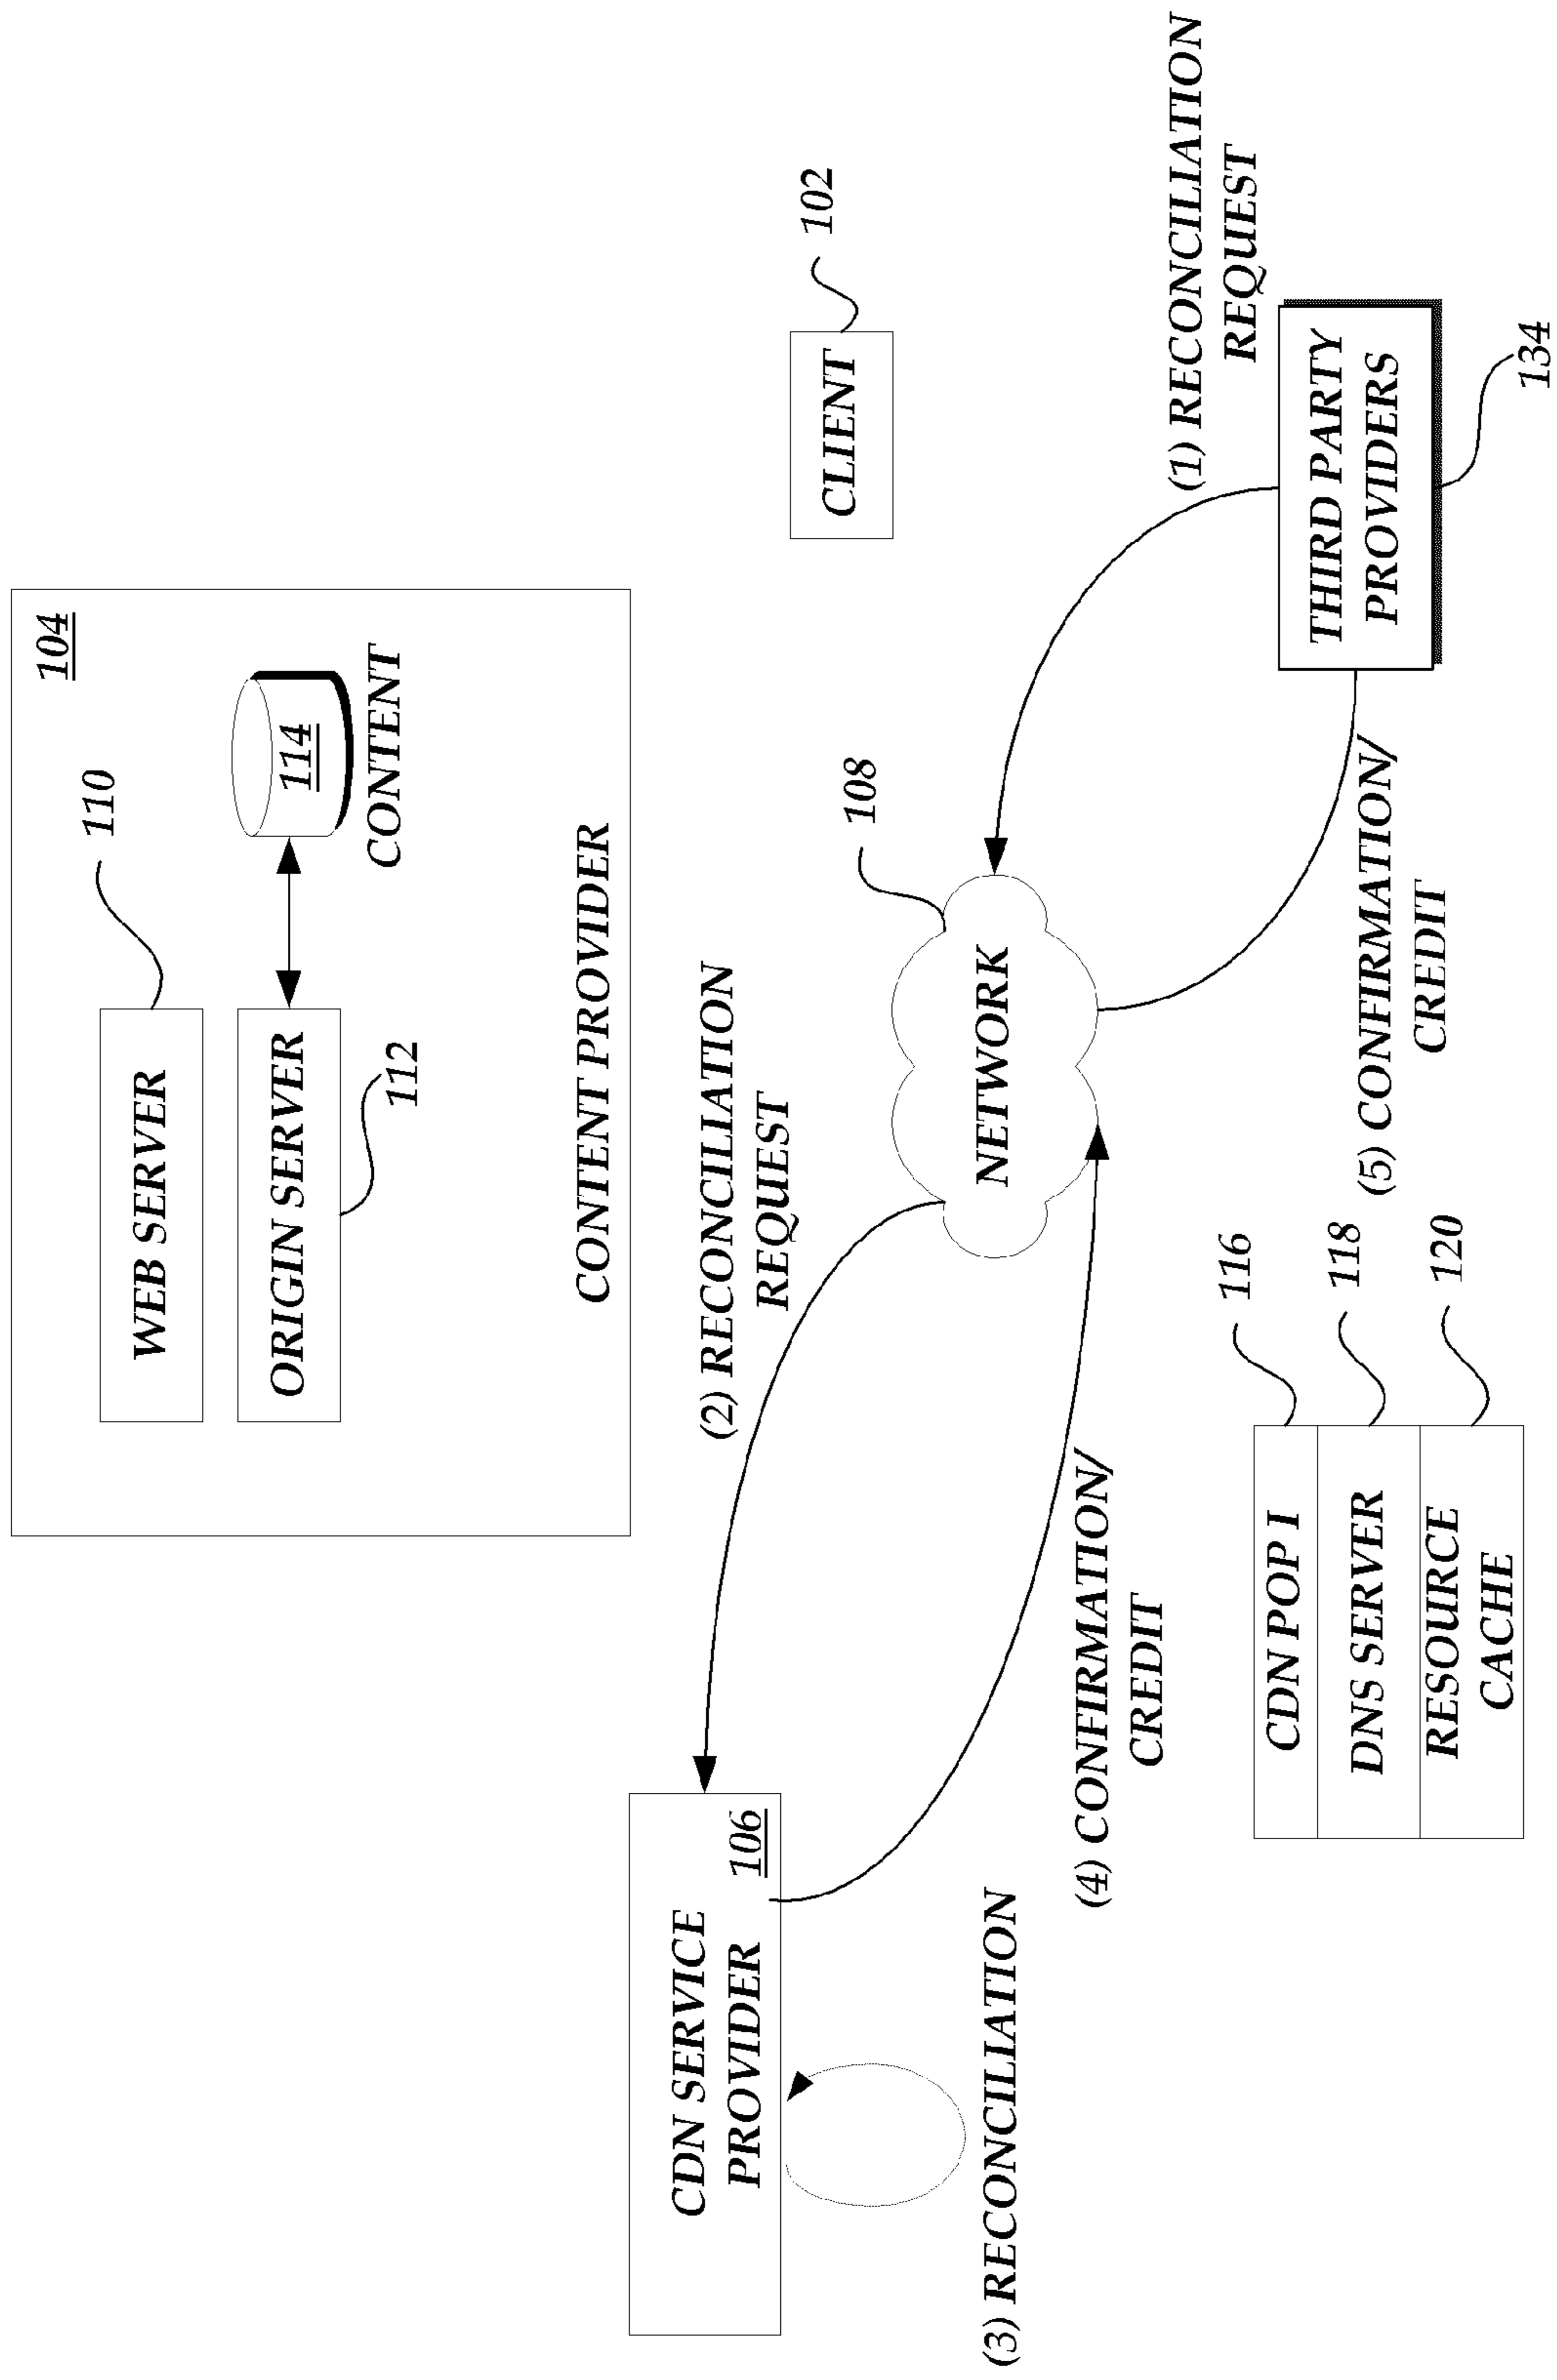 104
WEB SERVER
110
ORIGIN SERVER
112
114
CONTENT
CONTENT PROVIDER
CDN SERVICE
PROVIDER
106
(2) RECONCILIATION
REQUEST
108
NETWORK
CLIENT
102
(3) RECONCILIATION
(4) CONFIRMATION/
CREDIT
(1) RECONCILIATION
REQUEST
THIRD PARTY
PROVIDERS
134
(5) CONFIRMATION/
CREDIT
CDN POP I
116
DNS SERVER
118
RESOURCE
CACHE
120